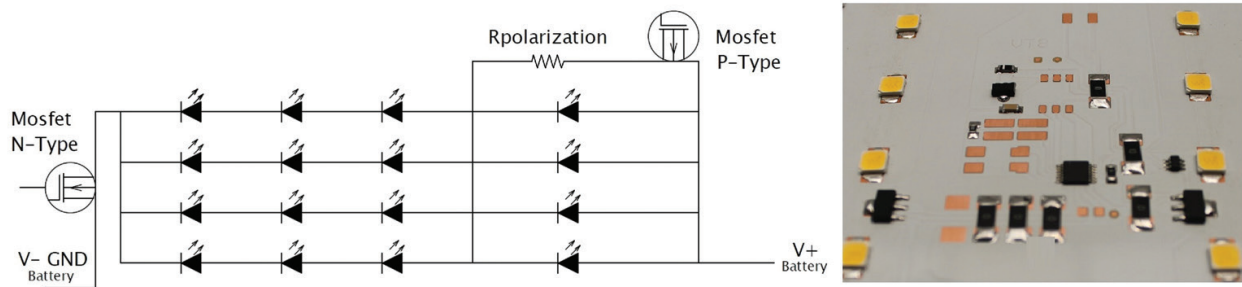 Rpolarization
Mosfet
P-Type
Mosfet
N-Type
V- GND
Battery
V+
Battery